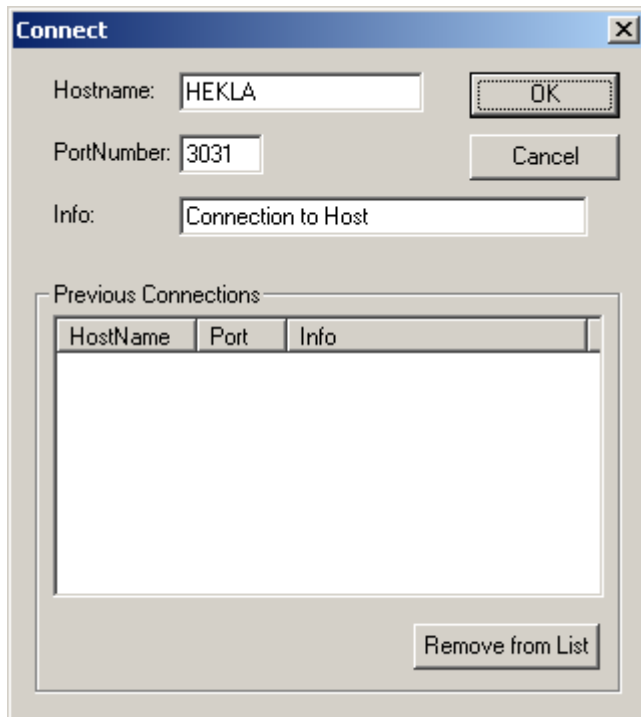 Connect
Hostname: HEKLA OK
PortNumber: 3031 Cancel
Info: Connection to Host
Previous Connections
HostName Port Info
Remove from List